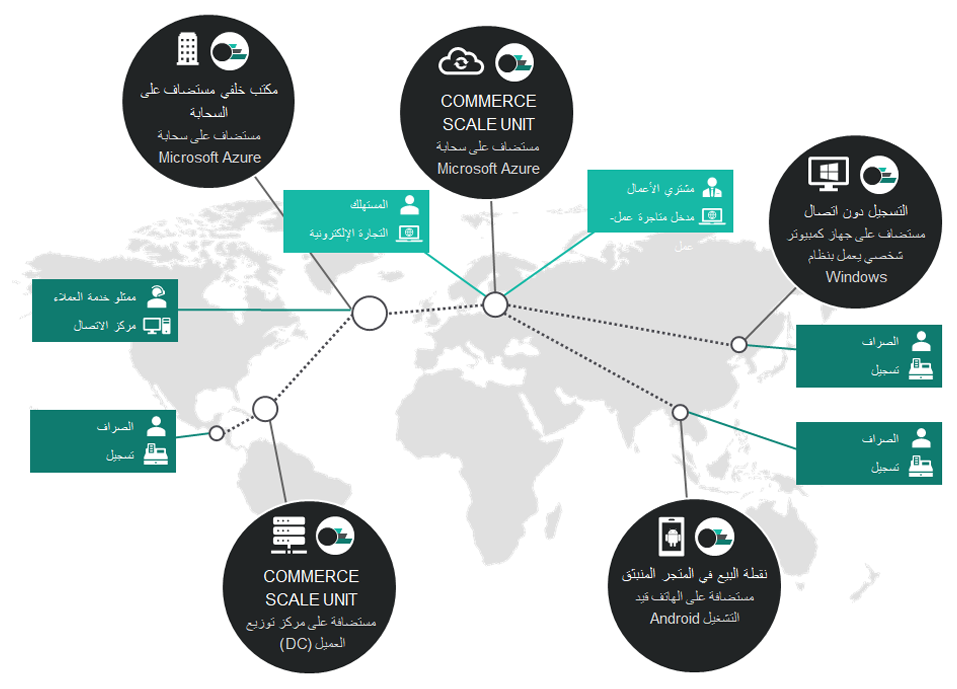 مكتب خلفي مستضاف على
السحابة
مستضاف على سحابة
Microsoft Azure
COMMERCE
SCALE UNIT
مستضاف على سحابة
Microsoft Azure
التسجيل دون اتصال
مستضاف على جهاز كمبيوتر
شخصي يعمل بنظام
Windows
المستهلك
التجارة الإلكترونية
مشتري الأعمال
مدخل متاجرة عمل-
عمل
ممثلو خدمة العملاء
مركز الاتصال
الصراف
تسجيل
الصراف
تسجيل
الصراف
تسجيل
COMMERCE
SCALE UNIT
مستضافة على مركز توزيع
العميل (DC)
نقطة البيع في المتجر المنبثق
مستضافة على الهاتف قيد
التشغيل Android